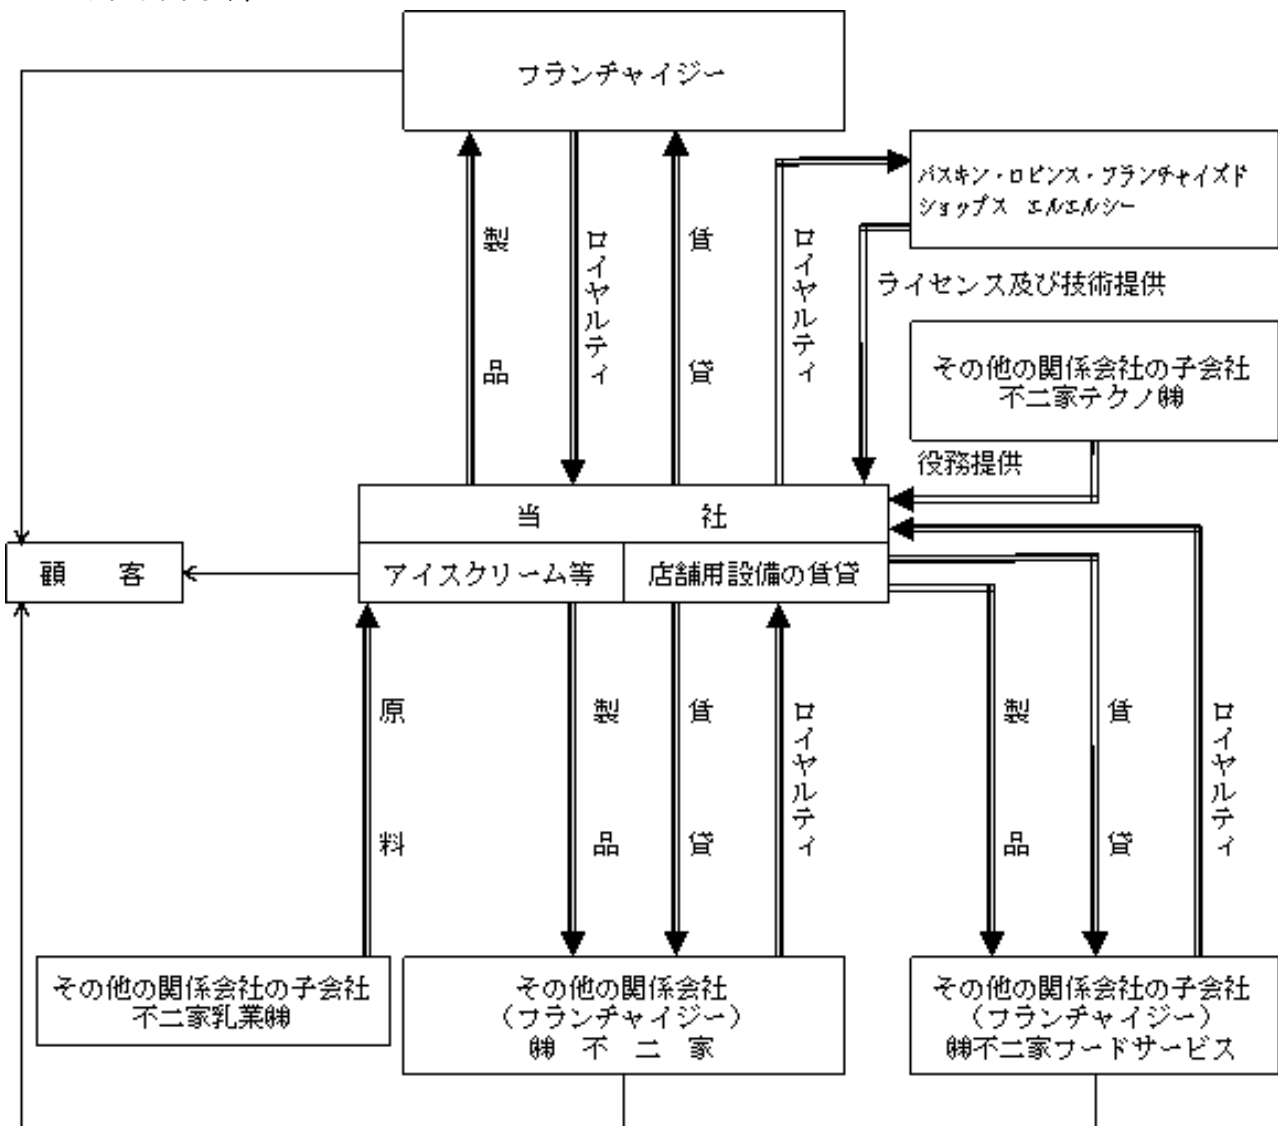 フランチャイジー
バスキン・ロビンス・フランチャイズド
ショップス エルエルシー
製品
ロイヤルティ
賃貸
ロイヤルティ
ライセンス及び技術提供
その他の関係会社の子会社
不二家テクノ㈱
役務提供
当社
顧客
アイスクリーム等
店舗用設備の賃貸
原料
製品
賃貸
ロイヤルティ
製品
賃貸
ロイヤルティ
その他の関係会社の子会社
不二家乳業㈱
その他の関係会社
（フランチャイジー）
㈱不二家
その他の関係会社の子会社
（フランチャイジー）
㈱不二家フードサービス